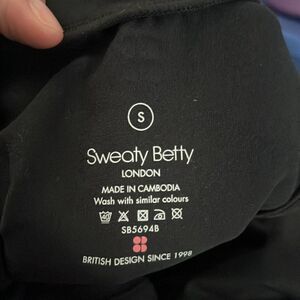 S
Sweaty Betty
LONDON
MADE IN CAMBODIA
Wash with similar colours
SB5694B
BRITISH DESIGN SINCE 1998